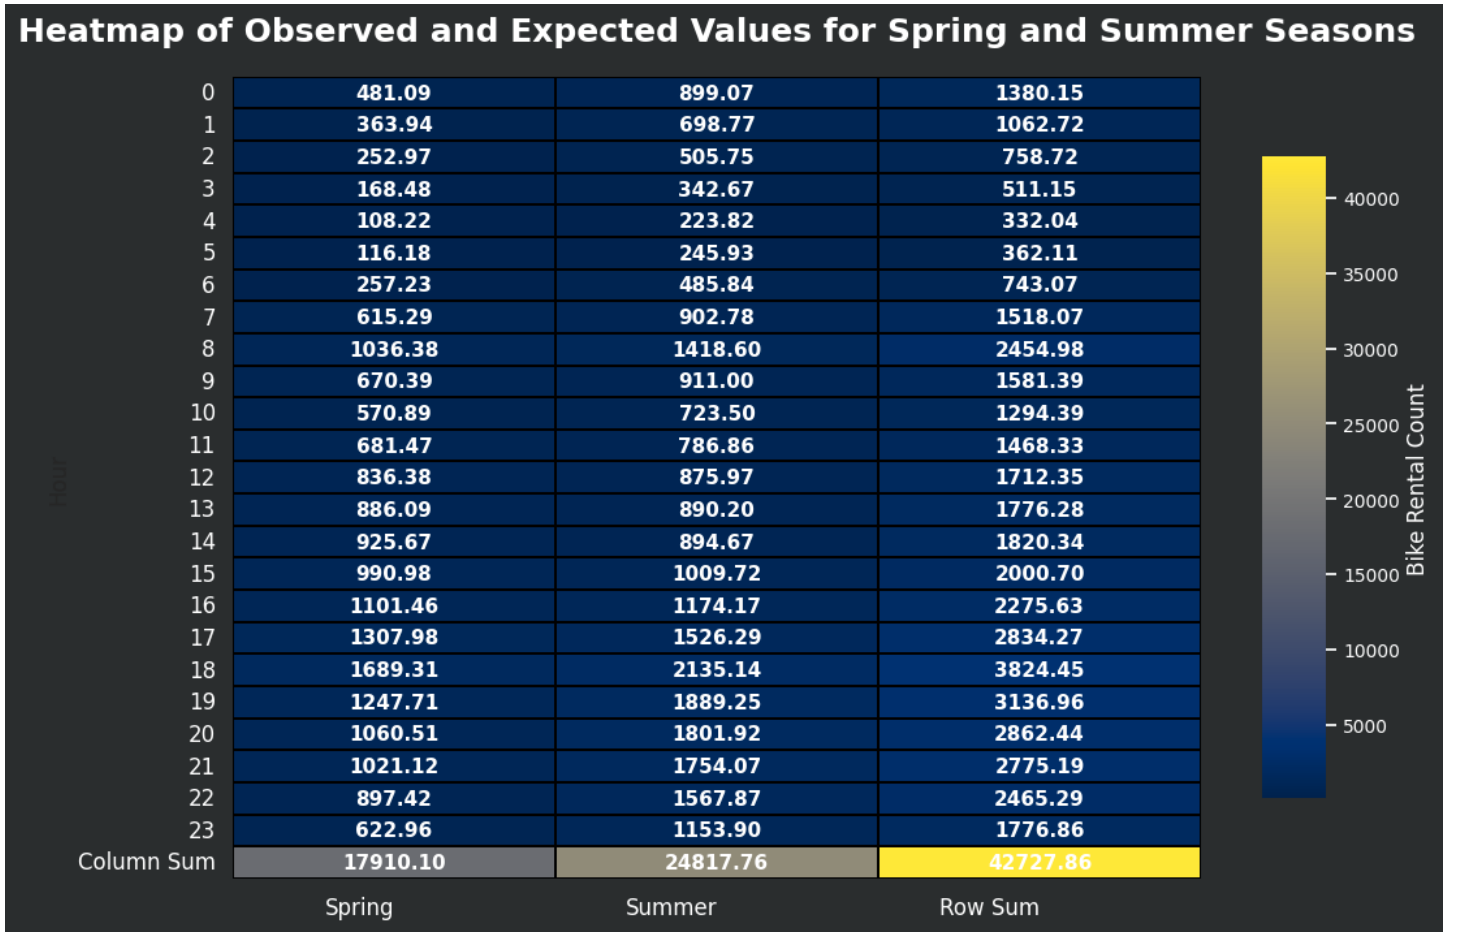 Heatmap of Observed and Expected Values for Spring and Summer Seasons
0 481.09 899.07 1380.15
1 363.94 698.77 1062.72
2 252.97 505.75 758.72
3 168.48 342.67 511.15
4 108.22 223.82 332.04
5 116.18 245.93 362.11
6 257.23 485.84 743.07
7 615.29 902.78 1518.07
8 1036.38 1418.60 2454.98
9 670.39 911.00 1581.39
10 570.89 723.50 1294.39
11 681.47 786.86 1468.33
12 836.38 875.97 1712.35
13 886.09 890.20 1776.28
14 925.67 894.67 1820.34
15 990.98 1009.72 2000.70
16 1101.46 1174.17 2275.63
17 1307.98 1526.29 2834.27
18 1689.31 2135.14 3824.45
19 1247.71 1889.25 3136.96
20 1060.51 1801.92 2862.44
21 1021.12 1754.07 2775.19
22 897.42 1567.87 2465.29
23 622.96 1153.90 1776.86
Column Sum 17910.10 24817.76 42727.86
Spring Summer Row Sum
Hour
40000
35000
30000
25000
20000
15000
10000
5000
Bike Rental Count